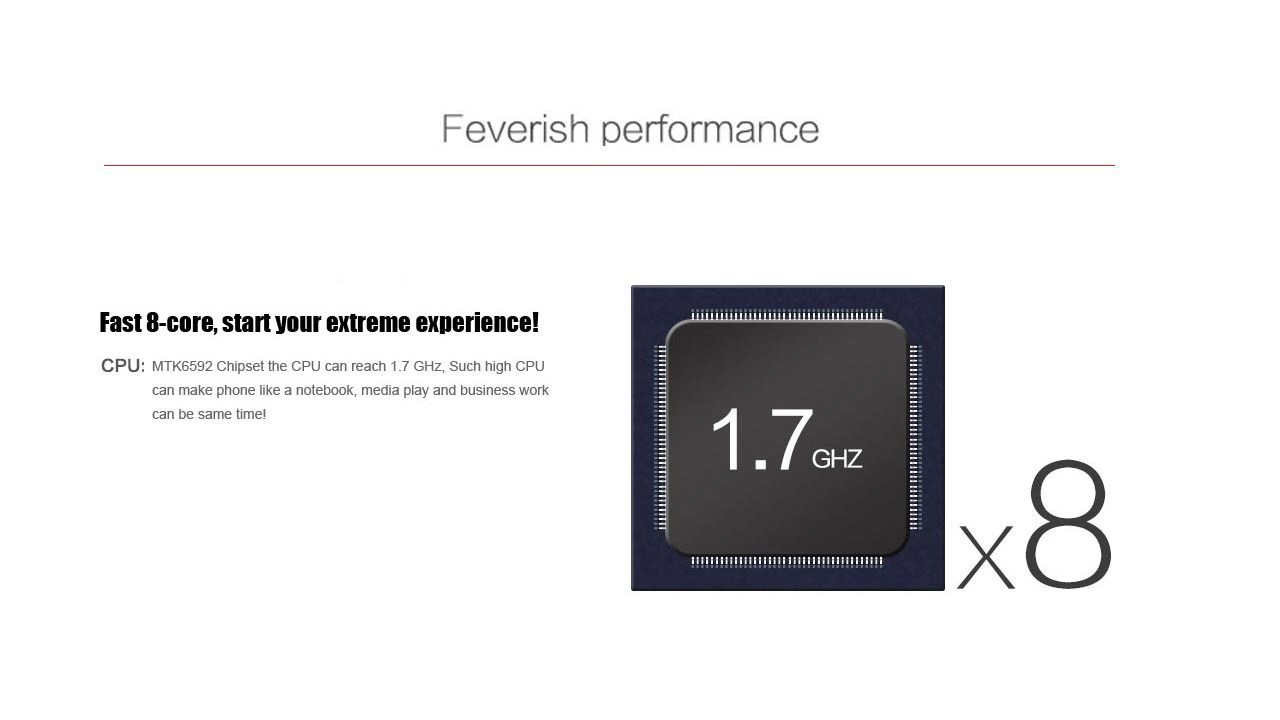 Feverish performance
Fast 8-core, start your extreme experience!
CPU: MTK6592 Chipset the CPU can reach 1.7 GHz, Such high CPU
can make phone like a notebook, media play and business work
can be same time!
1.7 GHZ
x8